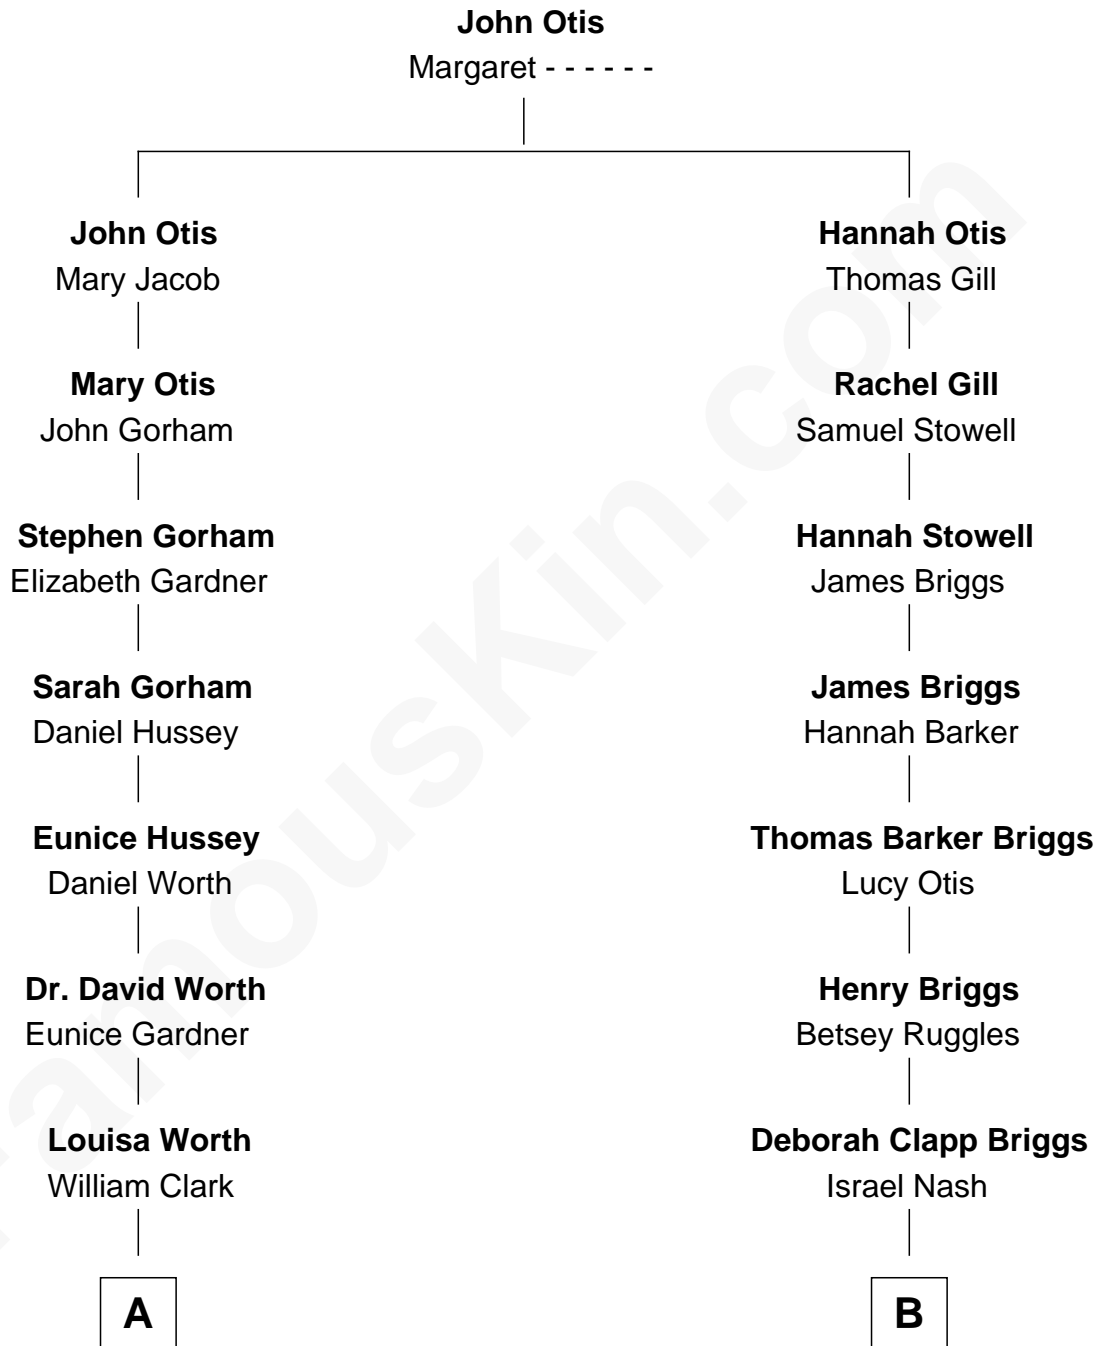 John Otis
Margaret - - - - - -
John Otis
Mary Jacob
Hannah Otis
Thomas Gill
Mary Otis
John Gorham
Rachel Gill
Samuel Stowell
Stephen Gorham
Elizabeth Gardner
Hannah Stowell
James Briggs
Sarah Gorham
Daniel Hussey
James Briggs
Hannah Barker
Eunice Hussey
Daniel Worth
Thomas Barker Briggs
Lucy Otis
Dr. David Worth
Eunice Gardner
Henry Briggs
Betsey Ruggles
Louisa Worth
William Clark
Deborah Clapp Briggs
Israel Nash
A
B
FamousKin.com